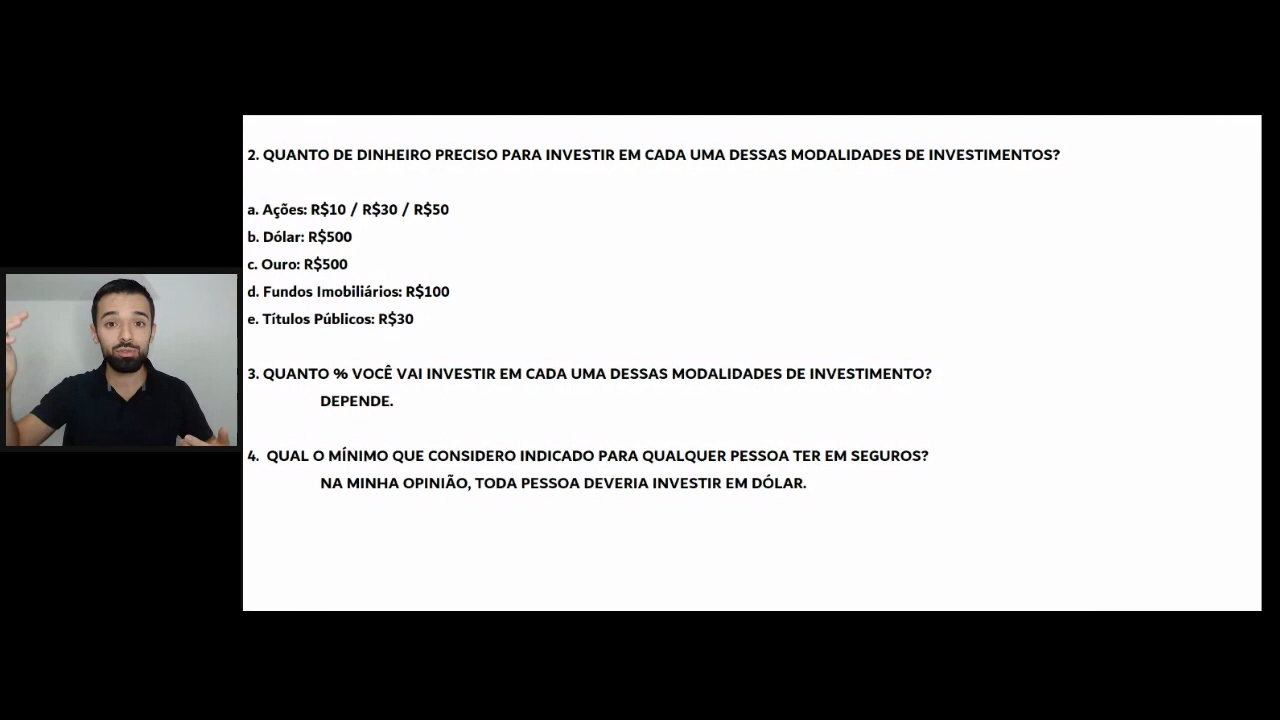 2. QUANTO DE DINHEIRO PRECISO PARA INVESTIR EM CADA UMA DESSAS MODALIDADES DE INVESTIMENTOS?
a. Ações: R$10 / R$30 / R$50
b. Dólar: R$500
c. Ouro: R$500
d. Fundos Imobiliários: R$100
e. Títulos Públicos: R$30
3. QUANTO % VOCÊ VAI INVESTIR EM CADA UMA DESSAS MODALIDADES DE INVESTIMENTO?
DEPENDE.
4. QUAL O MÍNIMO QUE CONSIDERO INDICADO PARA QUALQUER PESSOA TER EM SEGUROS?
NA MINHA OPINIÃO, TODA PESSOA DEVERIA INVESTIR EM DÓLAR.